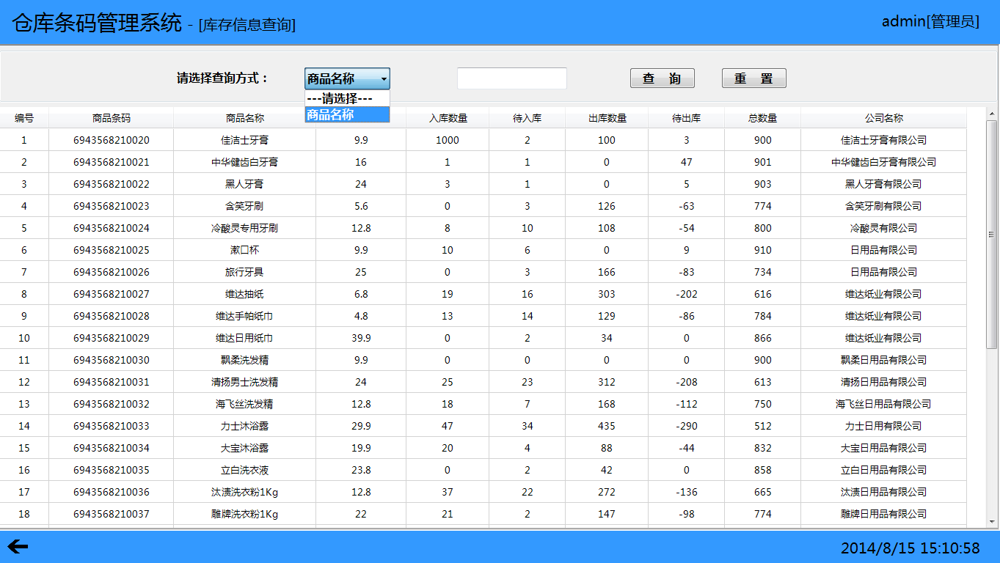 仓库条码管理系统 - [库存信息查询] admin[管理员]
请选择查询方式： 商品名称 查 询 重 置
---请选择---
商品名称
编号 商品条码 商品名称 入库数量 待入库 出库数量 待出库 总数量 公司名称
1 6943568210020 佳洁士牙膏 9.9 1000 2 100 3 900 佳洁士牙膏有限公司
2 6943568210021 中华健齿白牙膏 16 1 1 0 47 901 中华健齿白牙膏有限公司
3 6943568210022 黑人牙膏 24 3 1 0 5 903 黑人牙膏有限公司
4 6943568210023 含笑牙刷 5.6 0 3 126 -63 774 含笑牙刷有限公司
5 6943568210024 冷酸灵专用牙刷 12.8 8 10 108 -54 800 冷酸灵有限公司
6 6943568210025 漱口杯 9.9 10 6 0 9 910 日用品有限公司
7 6943568210026 旅行牙具 25 0 3 166 -83 734 日用品有限公司
8 6943568210027 维达抽纸 6.8 19 16 303 -202 616 维达纸业有限公司
9 6943568210028 维达手帕纸巾 4.8 13 14 129 -86 784 维达纸业有限公司
10 6943568210029 维达日用纸巾 39.9 0 2 34 0 866 维达纸业有限公司
11 6943568210030 飘柔洗发精 9.9 0 0 0 0 900 飘柔日用品有限公司
12 6943568210031 清扬男士洗发精 24 25 23 312 -208 613 清扬日用品有限公司
13 6943568210032 海飞丝洗发精 12.8 18 7 168 -112 750 海飞丝日用品有限公司
14 6943568210033 力士沐浴露 29.9 47 34 435 -290 512 力士日用有限公司
15 6943568210034 大宝沐浴露 19.9 20 4 88 -44 832 大宝日用品有限公司
16 6943568210035 立白洗衣液 23.8 0 2 42 0 858 立白日用品有限公司
17 6943568210036 汰渍洗衣粉1Kg 12.8 37 22 272 -136 665 汰渍日用品有限公司
18 6943568210037 雕牌洗衣粉1Kg 22 21 2 147 -98 774 雕牌日用品有限公司
2014/8/15 15:10:58